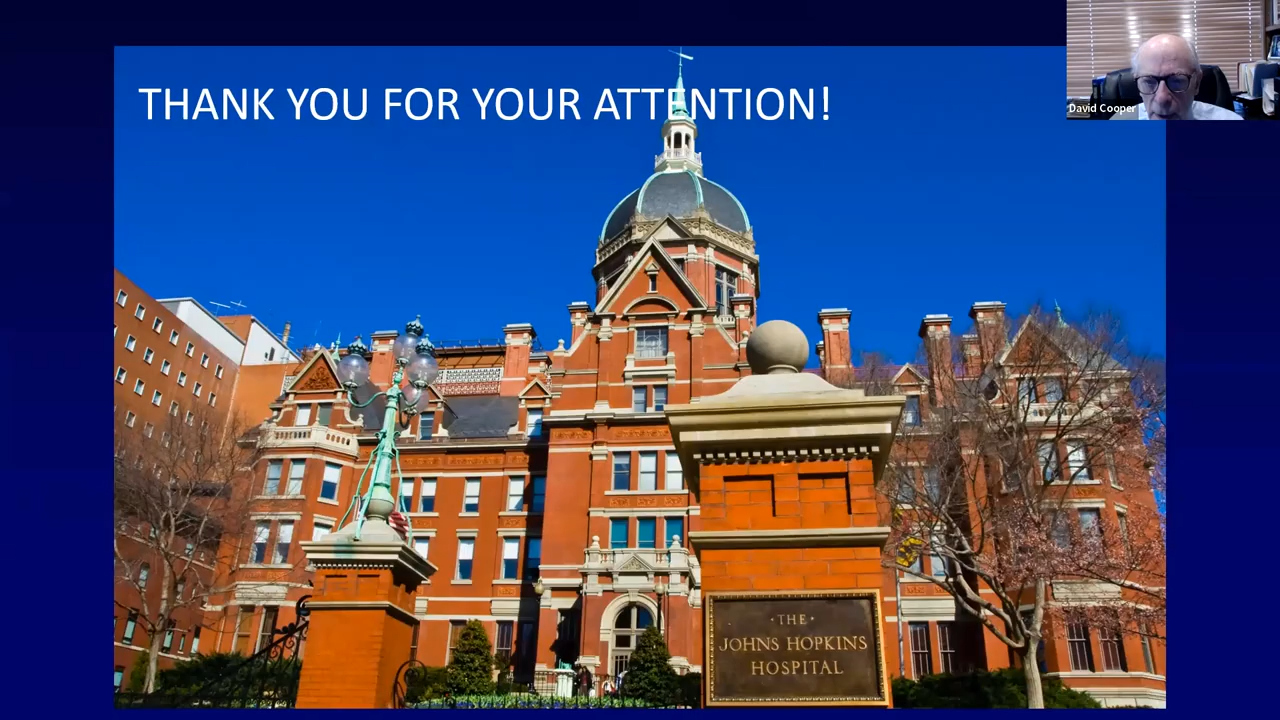 THANK YOU FOR YOUR ATTENTION!
David Cooper
·THE·
JOHNS HOPKINS
HOSPITAL